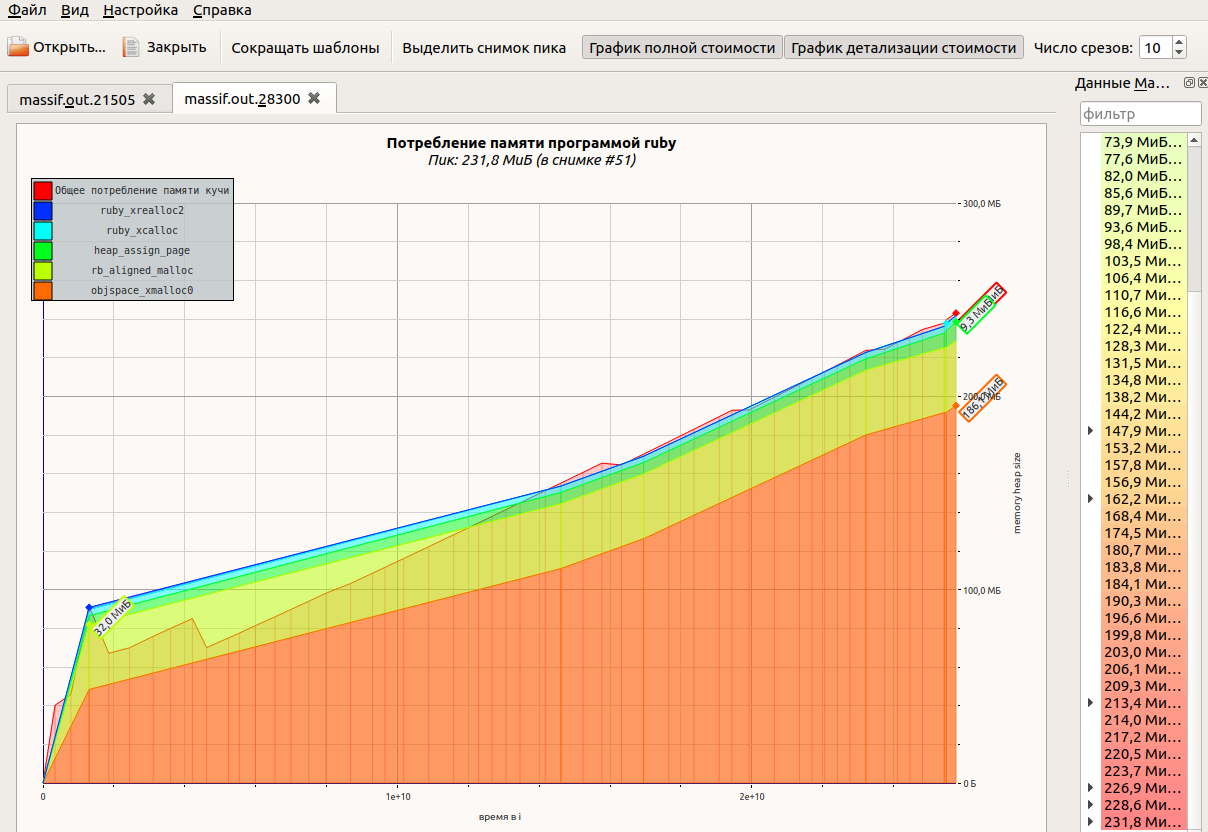 Файл Вид Настройка Справка
Открыть... Закрыть Сокращать шаблоны Выделить снимок пика График полной стоимости График детализации стоимости Число срезов: 10
massif.out.21505 massif.out.28300
Данные Ма...
фильтр
Потребление памяти программой ruby
Пик: 231,8 МиБ (в снимке #51)
Общее потребление памяти кучи
ruby_xrealloc2
ruby_xcalloc
heap_assign_page
rb_aligned_malloc
objspace_xmalloc0
300,0 МБ
200,0 МБ
100,0 МБ
0 Б
memory heap size
9,3 МиБ
186,1 МиБ
32,0 МиБ
0 1e+10 2e+10
время в i
73,9 МиБ...
77,6 МиБ...
82,0 МиБ...
85,6 МиБ...
89,7 МиБ...
93,6 МиБ...
98,4 МиБ...
103,5 Ми...
106,4 Ми...
110,7 Ми...
116,6 Ми...
122,4 Ми...
128,3 Ми...
131,5 Ми...
134,8 Ми...
138,2 Ми...
144,2 Ми...
147,9 Ми...
153,2 Ми...
157,8 Ми...
156,9 Ми...
162,2 Ми...
168,4 Ми...
174,5 Ми...
180,7 Ми...
183,8 Ми...
184,1 Ми...
190,3 Ми...
196,6 Ми...
199,8 Ми...
203,0 Ми...
206,1 Ми...
209,3 Ми...
213,4 Ми...
214,0 Ми...
217,2 Ми...
220,5 Ми...
223,7 Ми...
226,9 Ми...
228,6 Ми...
231,8 Ми...